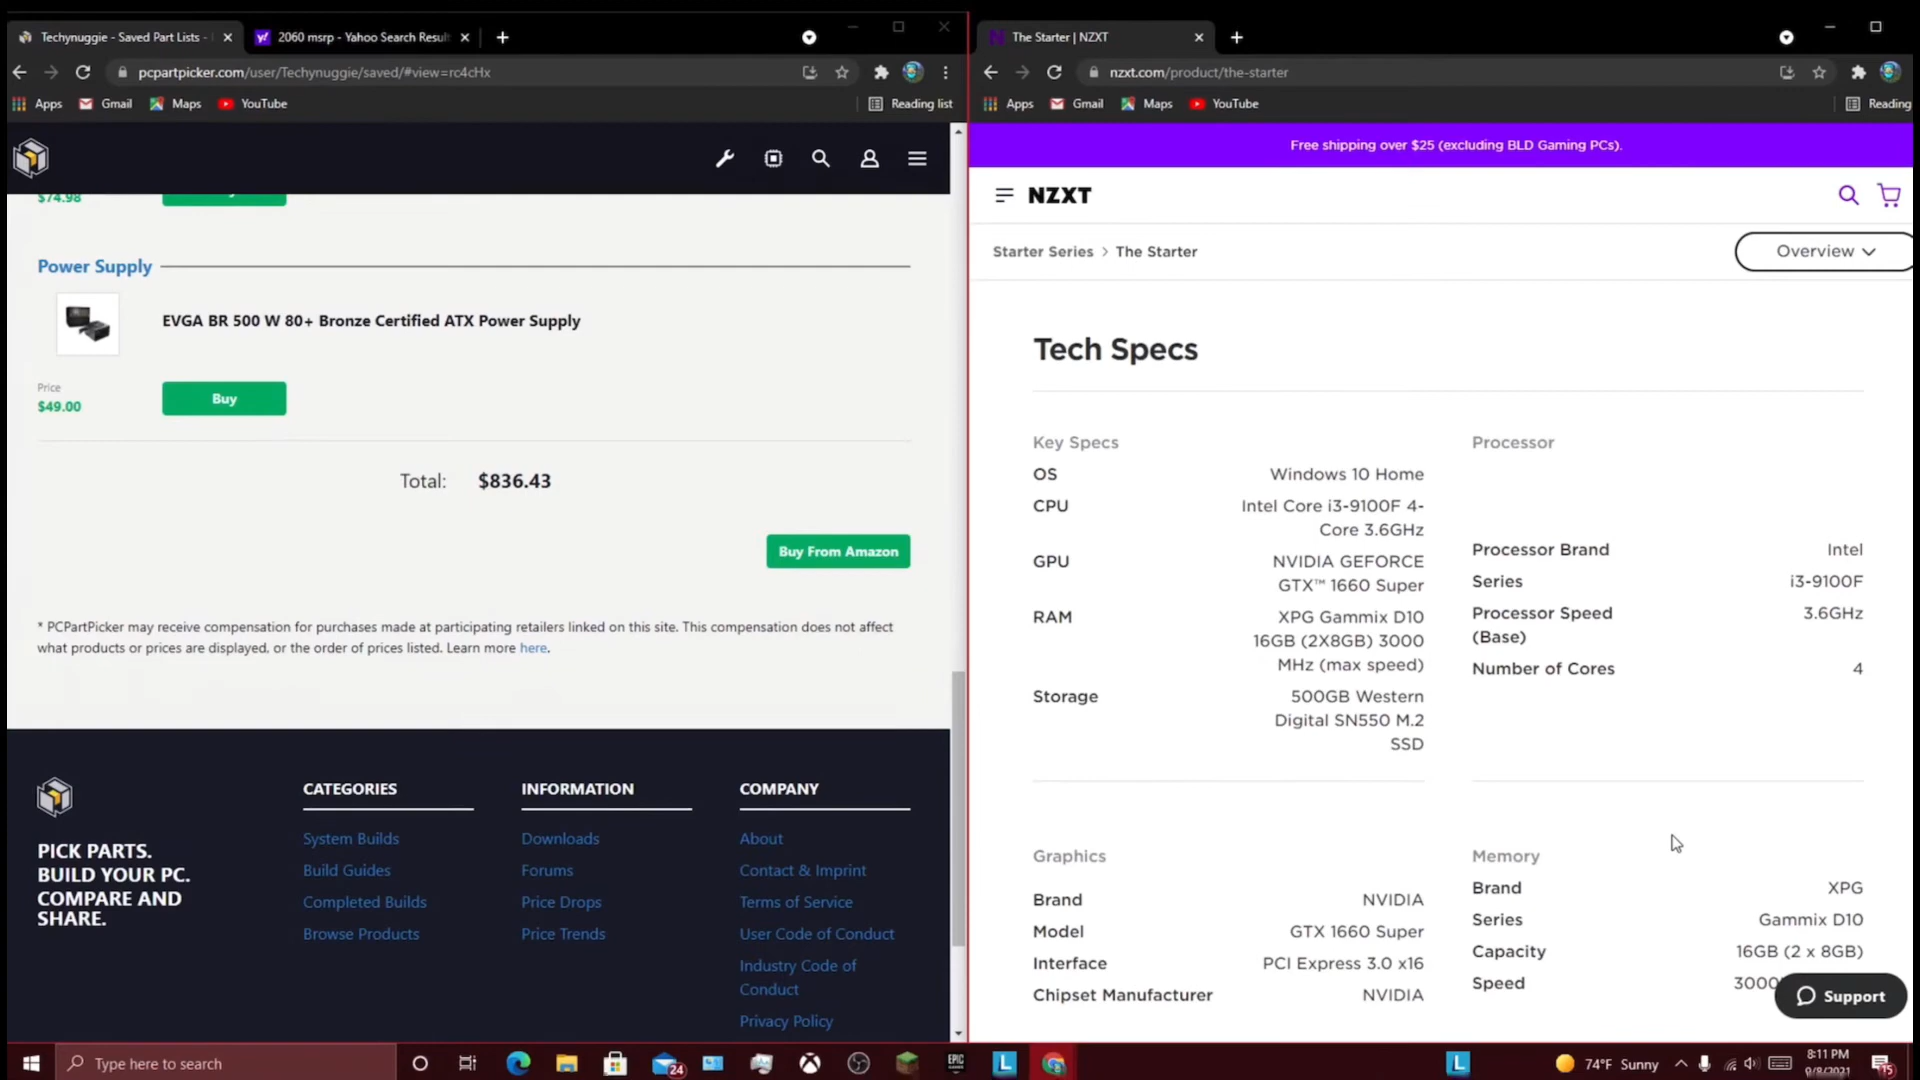 Techynuggie - Saved Part Lists -
2060 msrp - Yahoo Search Resul
pcpartpicker.com/user/Techynuggie/saved/#view=rc4cHx
Apps
Gmail
Maps
YouTube
Reading list
$74.98
Power Supply
EVGA BR 500 W 80+ Bronze Certified ATX Power Supply
Price
$49.00
Buy
Total: $836.43
Buy From Amazon
* PCPartPicker may receive compensation for purchases made at participating retailers linked on this site. This compensation does not affect
what products or prices are displayed, or the order of prices listed. Learn more here.
PICK PARTS.
BUILD YOUR PC.
COMPARE AND
SHARE.
CATEGORIES
System Builds
Build Guides
Completed Builds
Browse Products
INFORMATION
Downloads
Forums
Price Drops
Price Trends
COMPANY
About
Contact & Imprint
Terms of Service
User Code of Conduct
Industry Code of
Conduct
Privacy Policy
The Starter | NZXT
nzxt.com/product/the-starter
Apps
Gmail
Maps
YouTube
Reading
Free shipping over $25 (excluding BLD Gaming PCs).
NZXT
Starter Series > The Starter
Overview
Tech Specs
Key Specs
OS Windows 10 Home
CPU Intel Core i3-9100F 4-
Core 3.6GHz
GPU NVIDIA GEFORCE
GTX™ 1660 Super
RAM XPG Gammix D10
16GB (2X8GB) 3000
MHz (max speed)
Storage 500GB Western
Digital SN550 M.2
SSD
Processor
Processor Brand Intel
Series i3-9100F
Processor Speed 3.6GHz
(Base)
Number of Cores 4
Graphics
Brand NVIDIA
Model GTX 1660 Super
Interface PCI Express 3.0 x16
Chipset Manufacturer NVIDIA
Memory
Brand XPG
Series Gammix D10
Capacity 16GB (2 x 8GB)
Speed 3000
Support
Type here to search
24
EPIC
GAMES
L
L
74°F Sunny
8:11 PM
9/8/2021
15